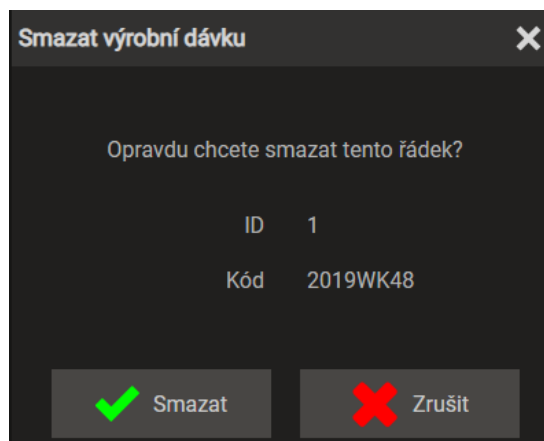 Smazat výrobní dávku
Opravdu chcete smazat tento řádek?
ID 1
Kód 2019WK48
Smazat Zrušit